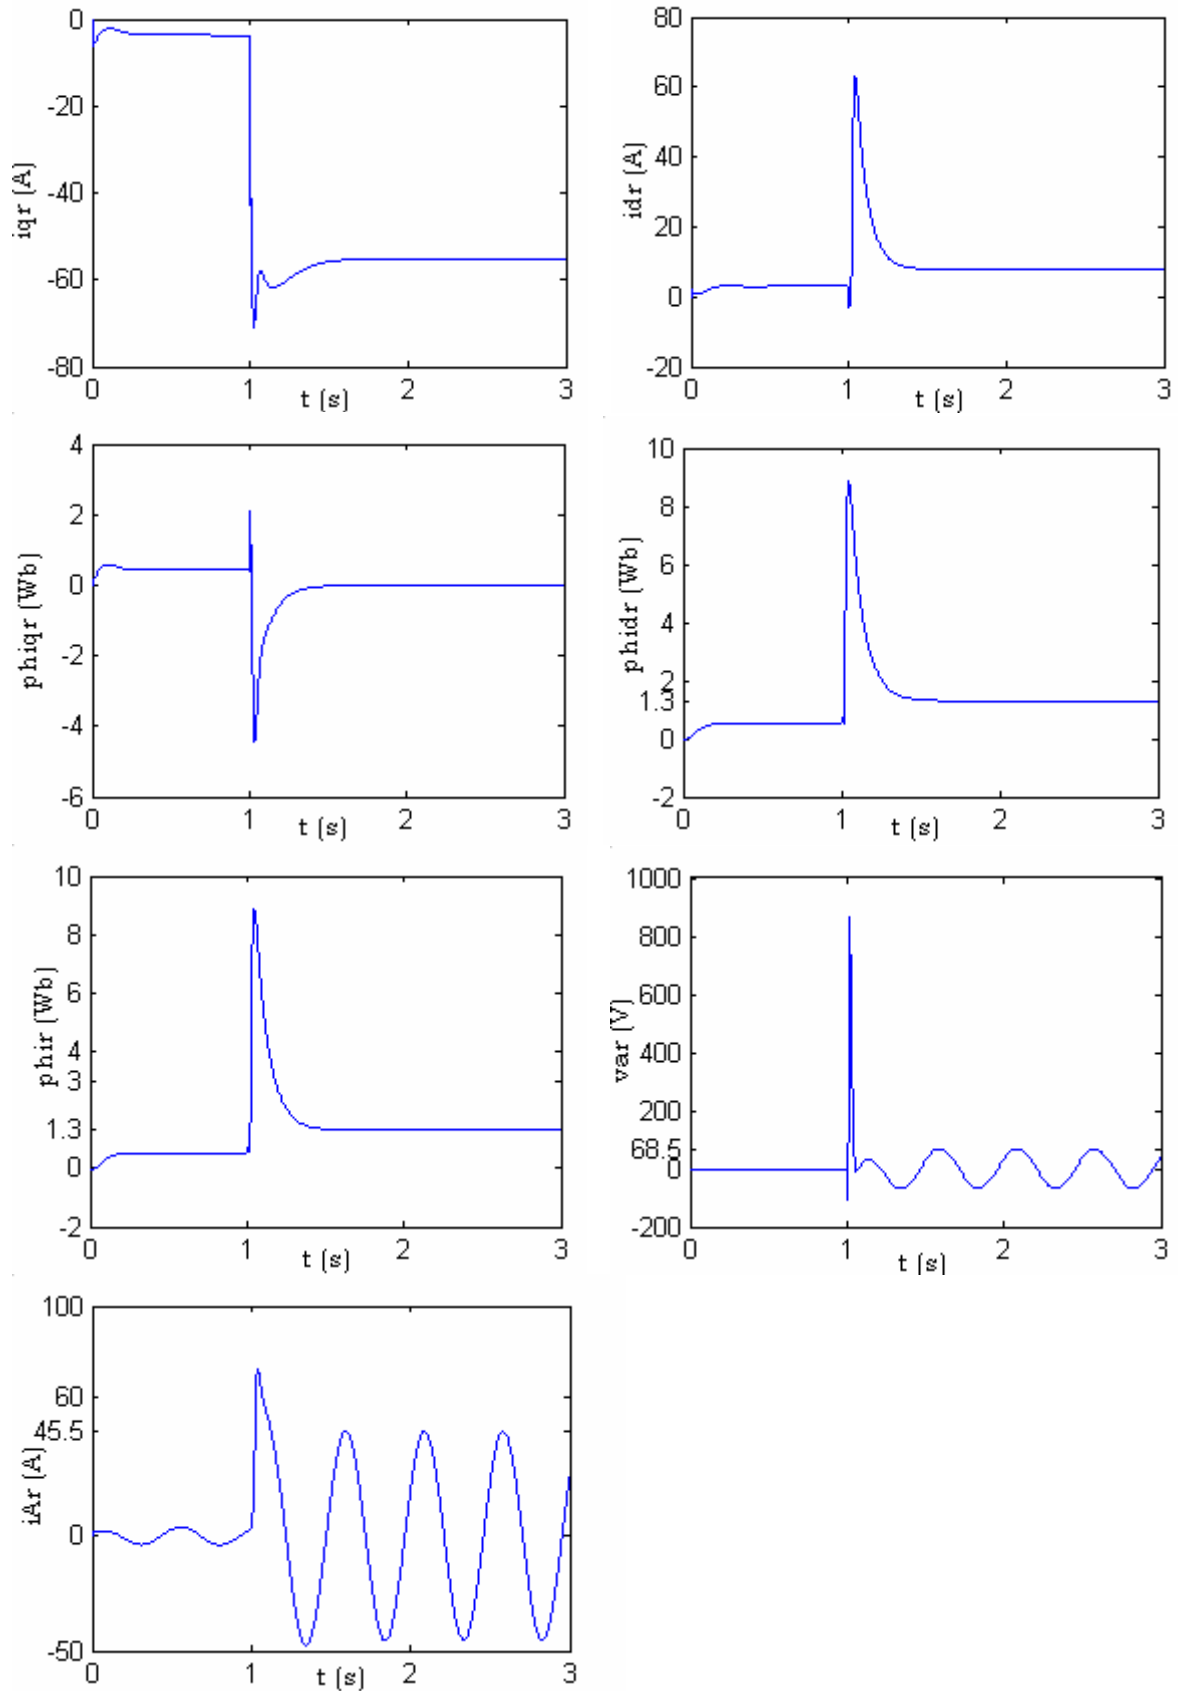 0
-20
-40
-60
-80
iqr (A)
0 1 2 3
t (s)
80
60
40
20
0
-20
idr (A)
0 1 2 3
t (s)
4
2
0
-2
-4
-6
phiqr (Wb)
0 1 2 3
t (s)
10
8
6
4
2
1.3
0
-2
phidr (Wb)
0 1 2 3
t (s)
10
8
6
4
3
1.3
0
-2
phir (Wb)
0 1 2 3
t (s)
1000
800
600
400
200
68.5
0
-200
var (V)
0 1 2 3
t (s)
100
60
45.5
0
-50
iAr (A)
0 1 2 3
t (s)